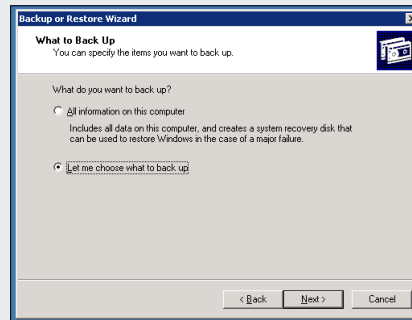 Backup or Restore Wizard
What to Back Up
You can specify the items you want to back up.
What do you want to back up?
All information on this computer
Includes all data on this computer, and creates a system recovery disk that
can be used to restore Windows in the case of a major failure.
Let me choose what to back up
< Back Next > Cancel